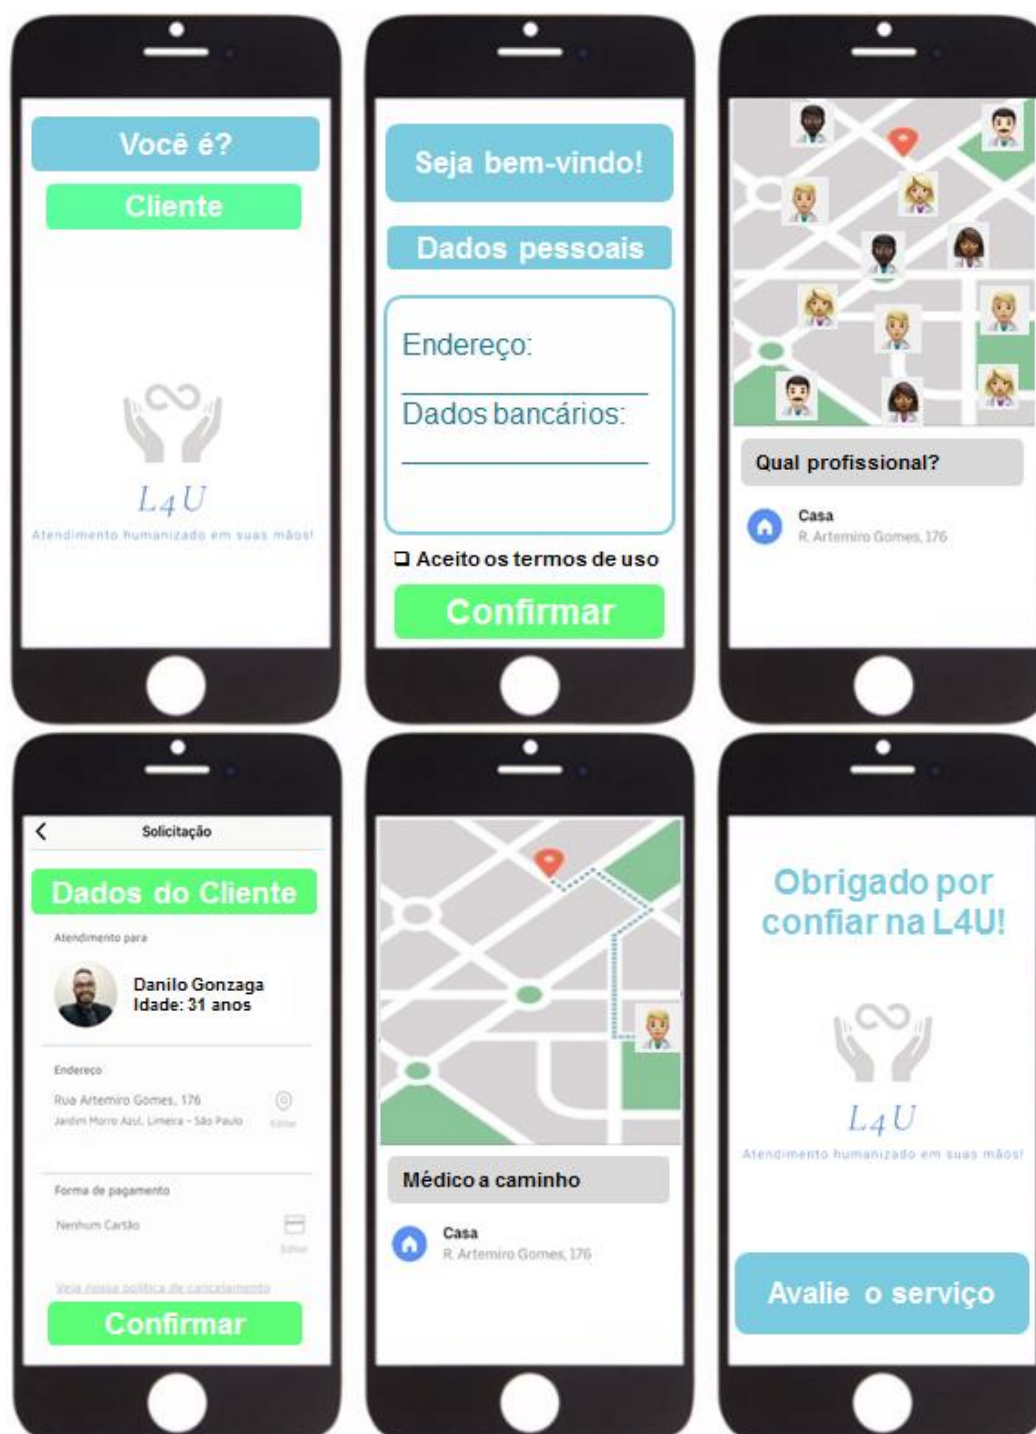 Você é?
Cliente
L4U
Atendimento humanizado em suas mãos!
Seja bem-vindo!
Dados pessoais
Endereço:
Dados bancários:
Aceito os termos de uso
Confirmar
Qual profissional?
Casa
R. Artemiro Gomes, 176
Solicitação
Dados do Cliente
Atendimento para
Danilo Gonzaga
Idade: 31 anos
Endereço
Rua Artemiro Gomes, 176
Jardim Morro Azul, Limeira - São Paulo
Editar
Forma de pagamento
Nenhum Cartão
Editar
Veja nossa política de cancelamento
Confirmar
Médico a caminho
Casa
R. Artemiro Gomes, 176
Obrigado por
confiar na L4U!
L4U
Atendimento humanizado em suas mãos!
Avalie o serviço